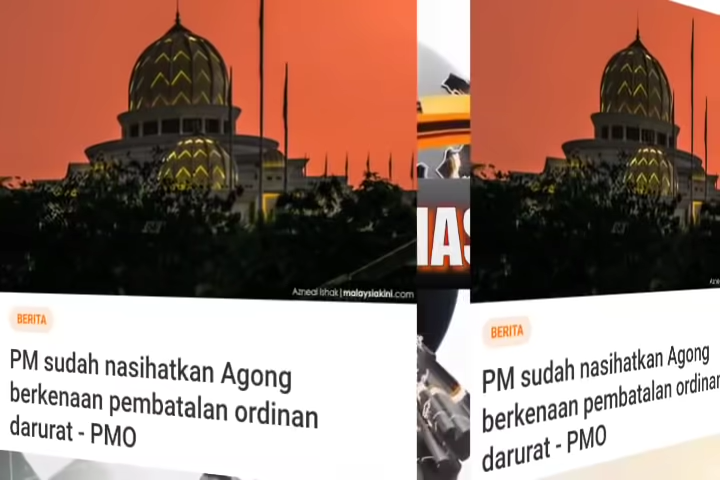 Azneal Ishak | malaysiakini.com
BERITA
PM sudah nasihatkan Agong
berkenaan pembatalan ordinan
darurat - PMO
IAS
BERITA
PM sudah nasihatkan Agong
berkenaan pembatalan ordinan
darurat - PMO